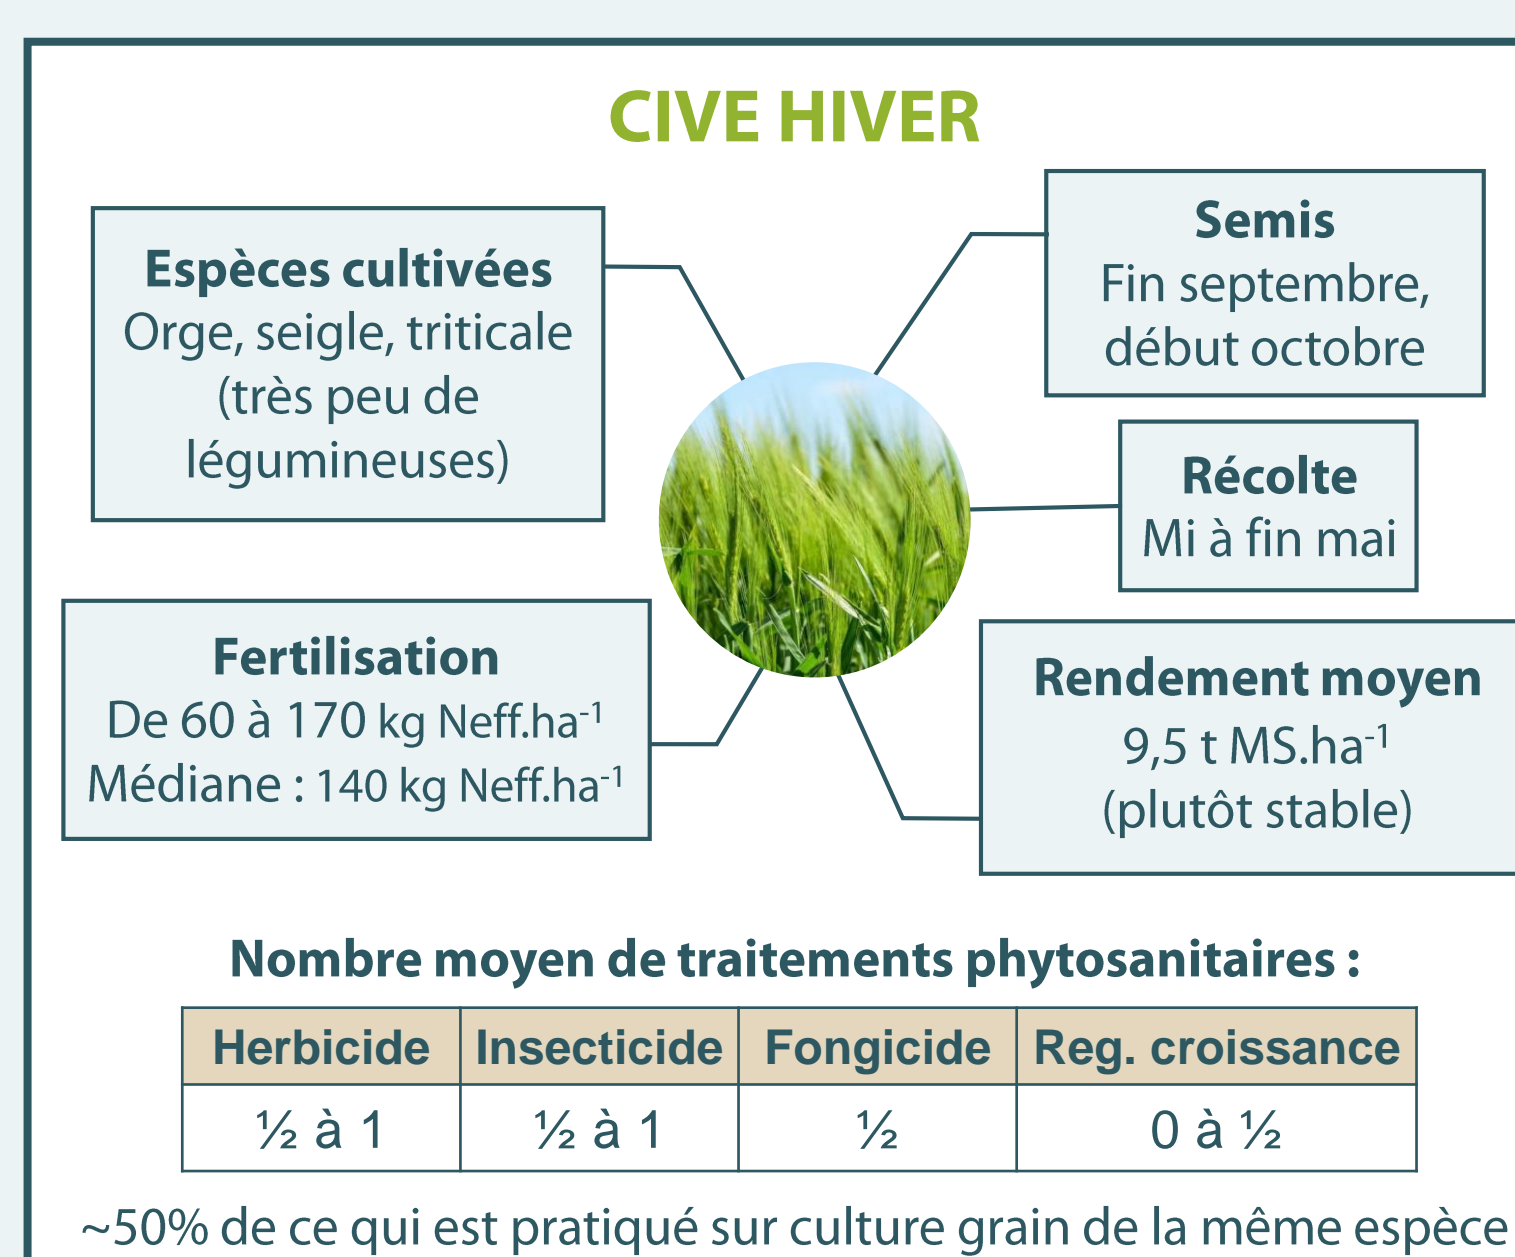 CIVE HIVER
Espèces cultivées
Orge, seigle, triticale
(très peu de
légumineuses)
Semis
Fin septembre,
début octobre
Récolte
Mi à fin mai
Fertilisation
De 60 à 170 kg Neff.ha⁻¹
Médiane : 140 kg Neff.ha⁻¹
Rendement moyen
9,5 t MS.ha⁻¹
(plutôt stable)
Nombre moyen de traitements phytosanitaires :
Herbicide Insecticide Fongicide Reg. croissance
½ à 1 ½ à 1 ½ 0 à ½
~50% de ce qui est pratiqué sur culture grain de la même espèce